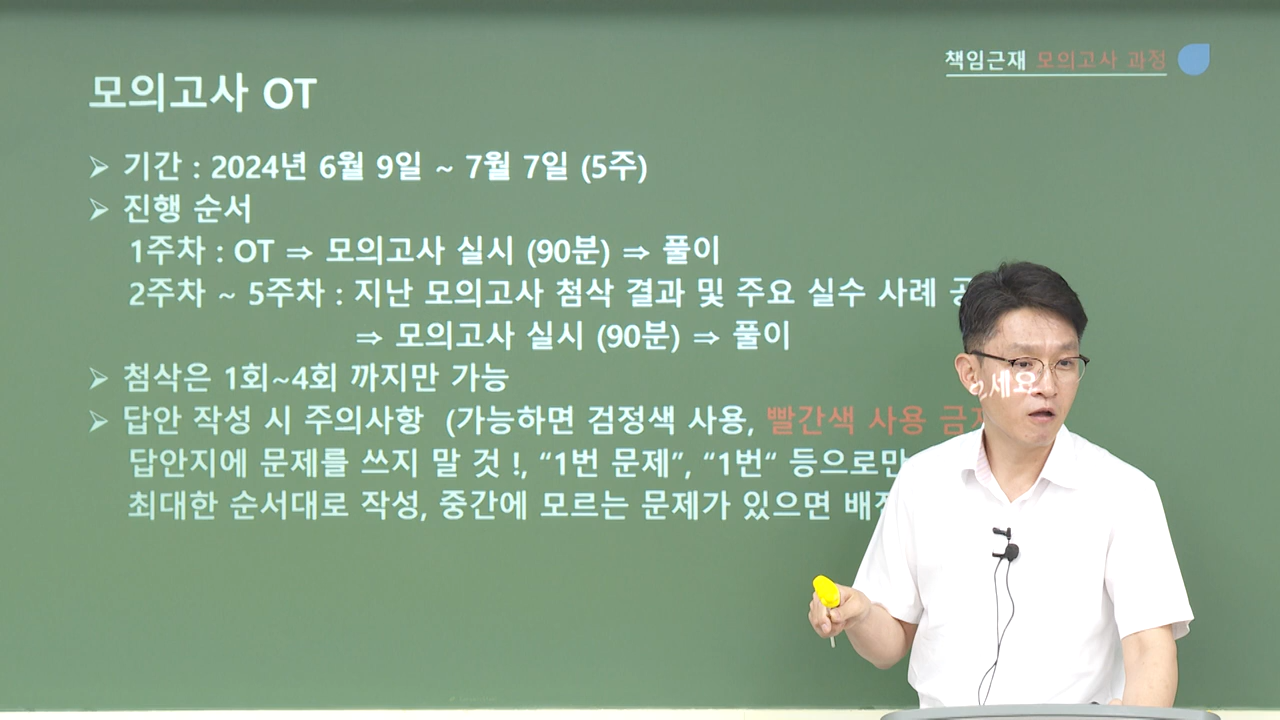 책임근재 모의고사 과정
모의고사 OT
➢ 기간 : 2024년 6월 9일 ~ 7월 7일 (5주)
➢ 진행 순서
1주차 : OT ⇒ 모의고사 실시 (90분) ⇒ 풀이
2주차 ~ 5주차 : 지난 모의고사 첨삭 결과 및 주요 실수 사례
⇒ 모의고사 실시 (90분) ⇒ 풀이
➢ 첨삭은 1회~4회 까지만 가능
세요
➢ 답안 작성 시 주의사항 (가능하면 검정색 사용, 빨간색 사용
답안지에 문제를 쓰지 말 것 !, “1번 문제”, “1번“ 등으로만
최대한 순서대로 작성, 중간에 모르는 문제가 있으면